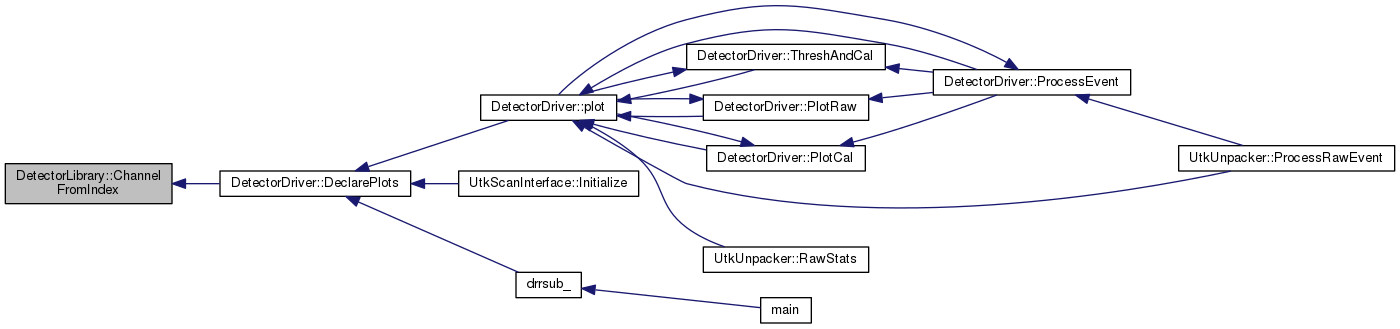 DetectorLibrary::Channel
FromIndex
DetectorDriver::DeclarePlots
DetectorDriver::plot
UtkScanInterface::Initialize
drrsub_
main
DetectorDriver::ThreshAndCal
DetectorDriver::PlotRaw
DetectorDriver::PlotCal
UtkUnpacker::RawStats
DetectorDriver::ProcessEvent
UtkUnpacker::ProcessRawEvent